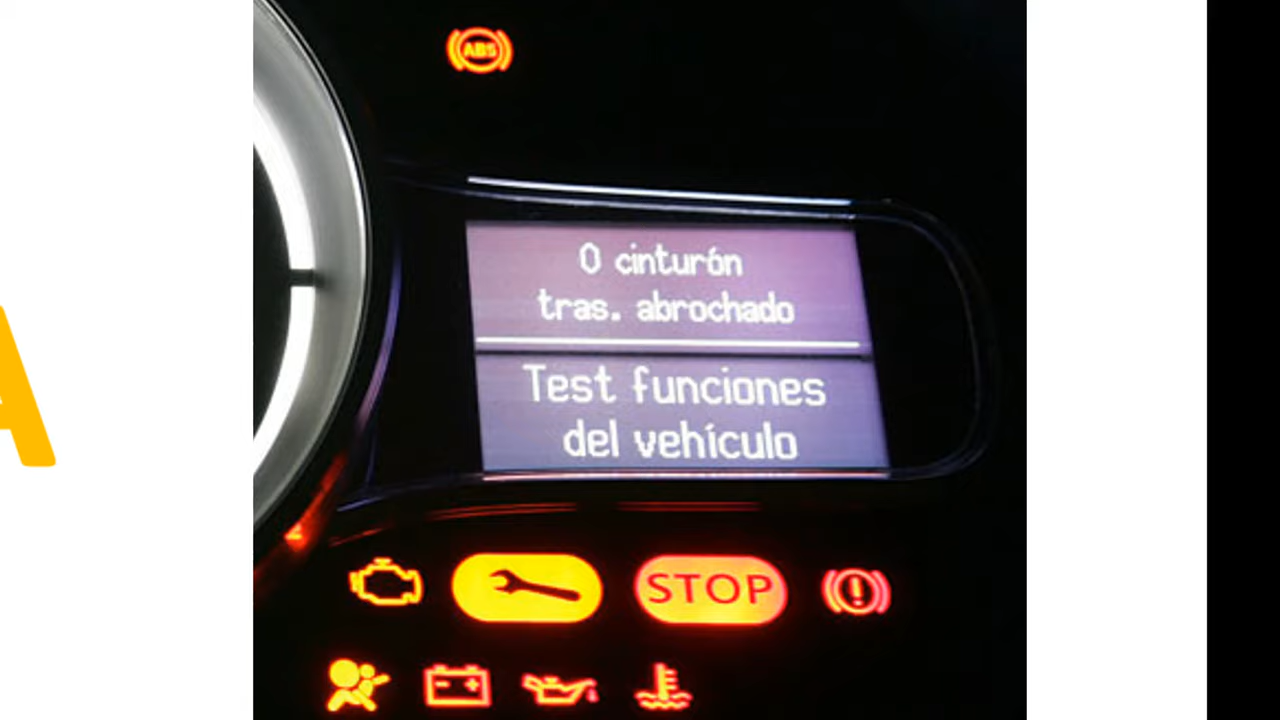 A
ABS
0 cinturón
tras. abrochado
Test funciones
del vehículo
STOP